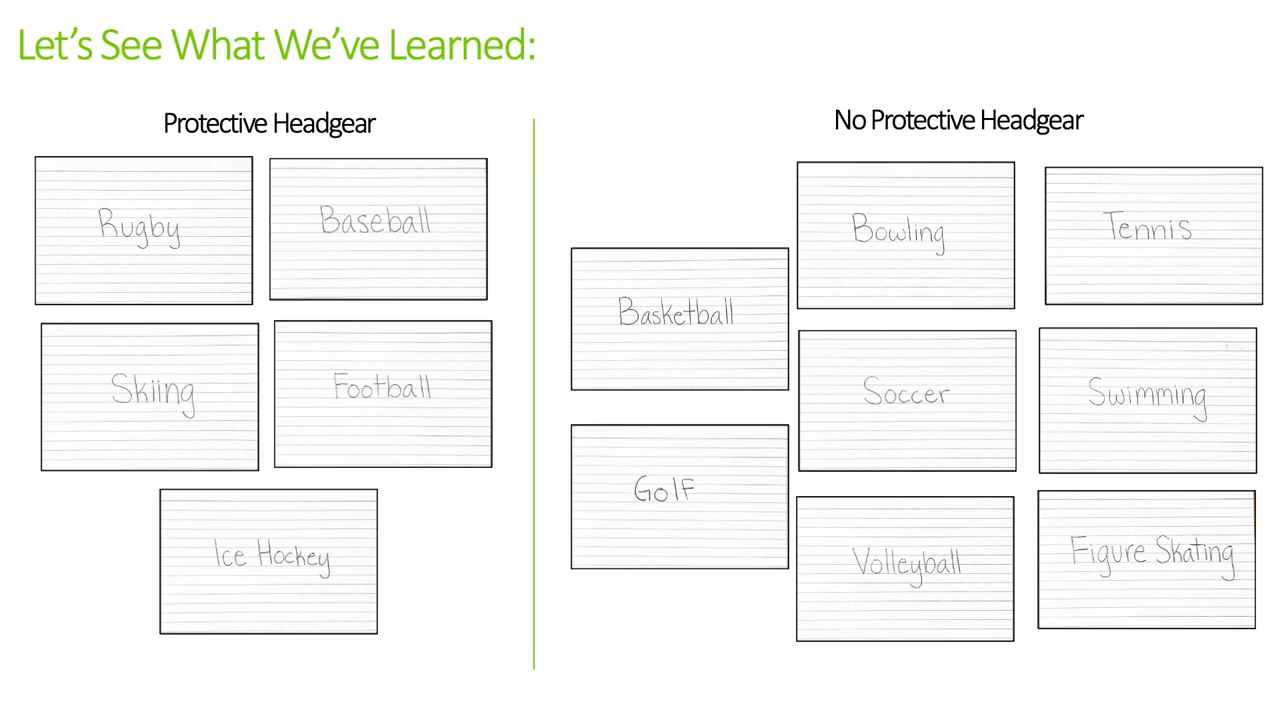 Let's See What We've Learned:
Protective Headgear
Rugby
Baseball
Skiing
Football
Ice Hockey
No Protective Headgear
Basketball
Bowling
Tennis
Soccer
Swimming
Golf
Volleyball
Figure Skating